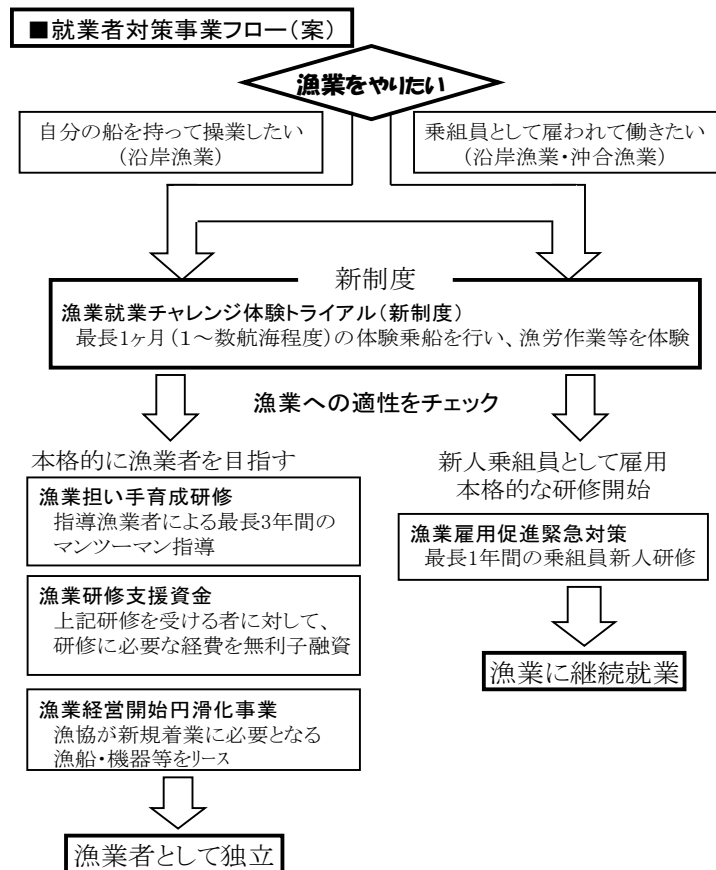 ■就業者対策事業フロー(案)
漁業をやりたい
自分の船を持って操業したい
(沿岸漁業)
乗組員として雇われて働きたい
(沿岸漁業・沖合漁業)
新制度
漁業就業チャレンジ体験トライアル(新制度)
最長1ヶ月(1~数航海程度)の体験乗船を行い、漁労作業等を体験
漁業への適性をチェック
本格的に漁業者を目指す
漁業担い手育成研修
指導漁業者による最長3年間の
マンツーマン指導
漁業研修支援資金
上記研修を受ける者に対して、
研修に必要な経費を無利子融資
漁業経営開始円滑化事業
漁協が新規着業に必要となる
漁船・機器等をリース
漁業者として独立
新人乗組員として雇用
本格的な研修開始
漁業雇用促進緊急対策
最長1年間の乗組員新人研修
漁業に継続就業